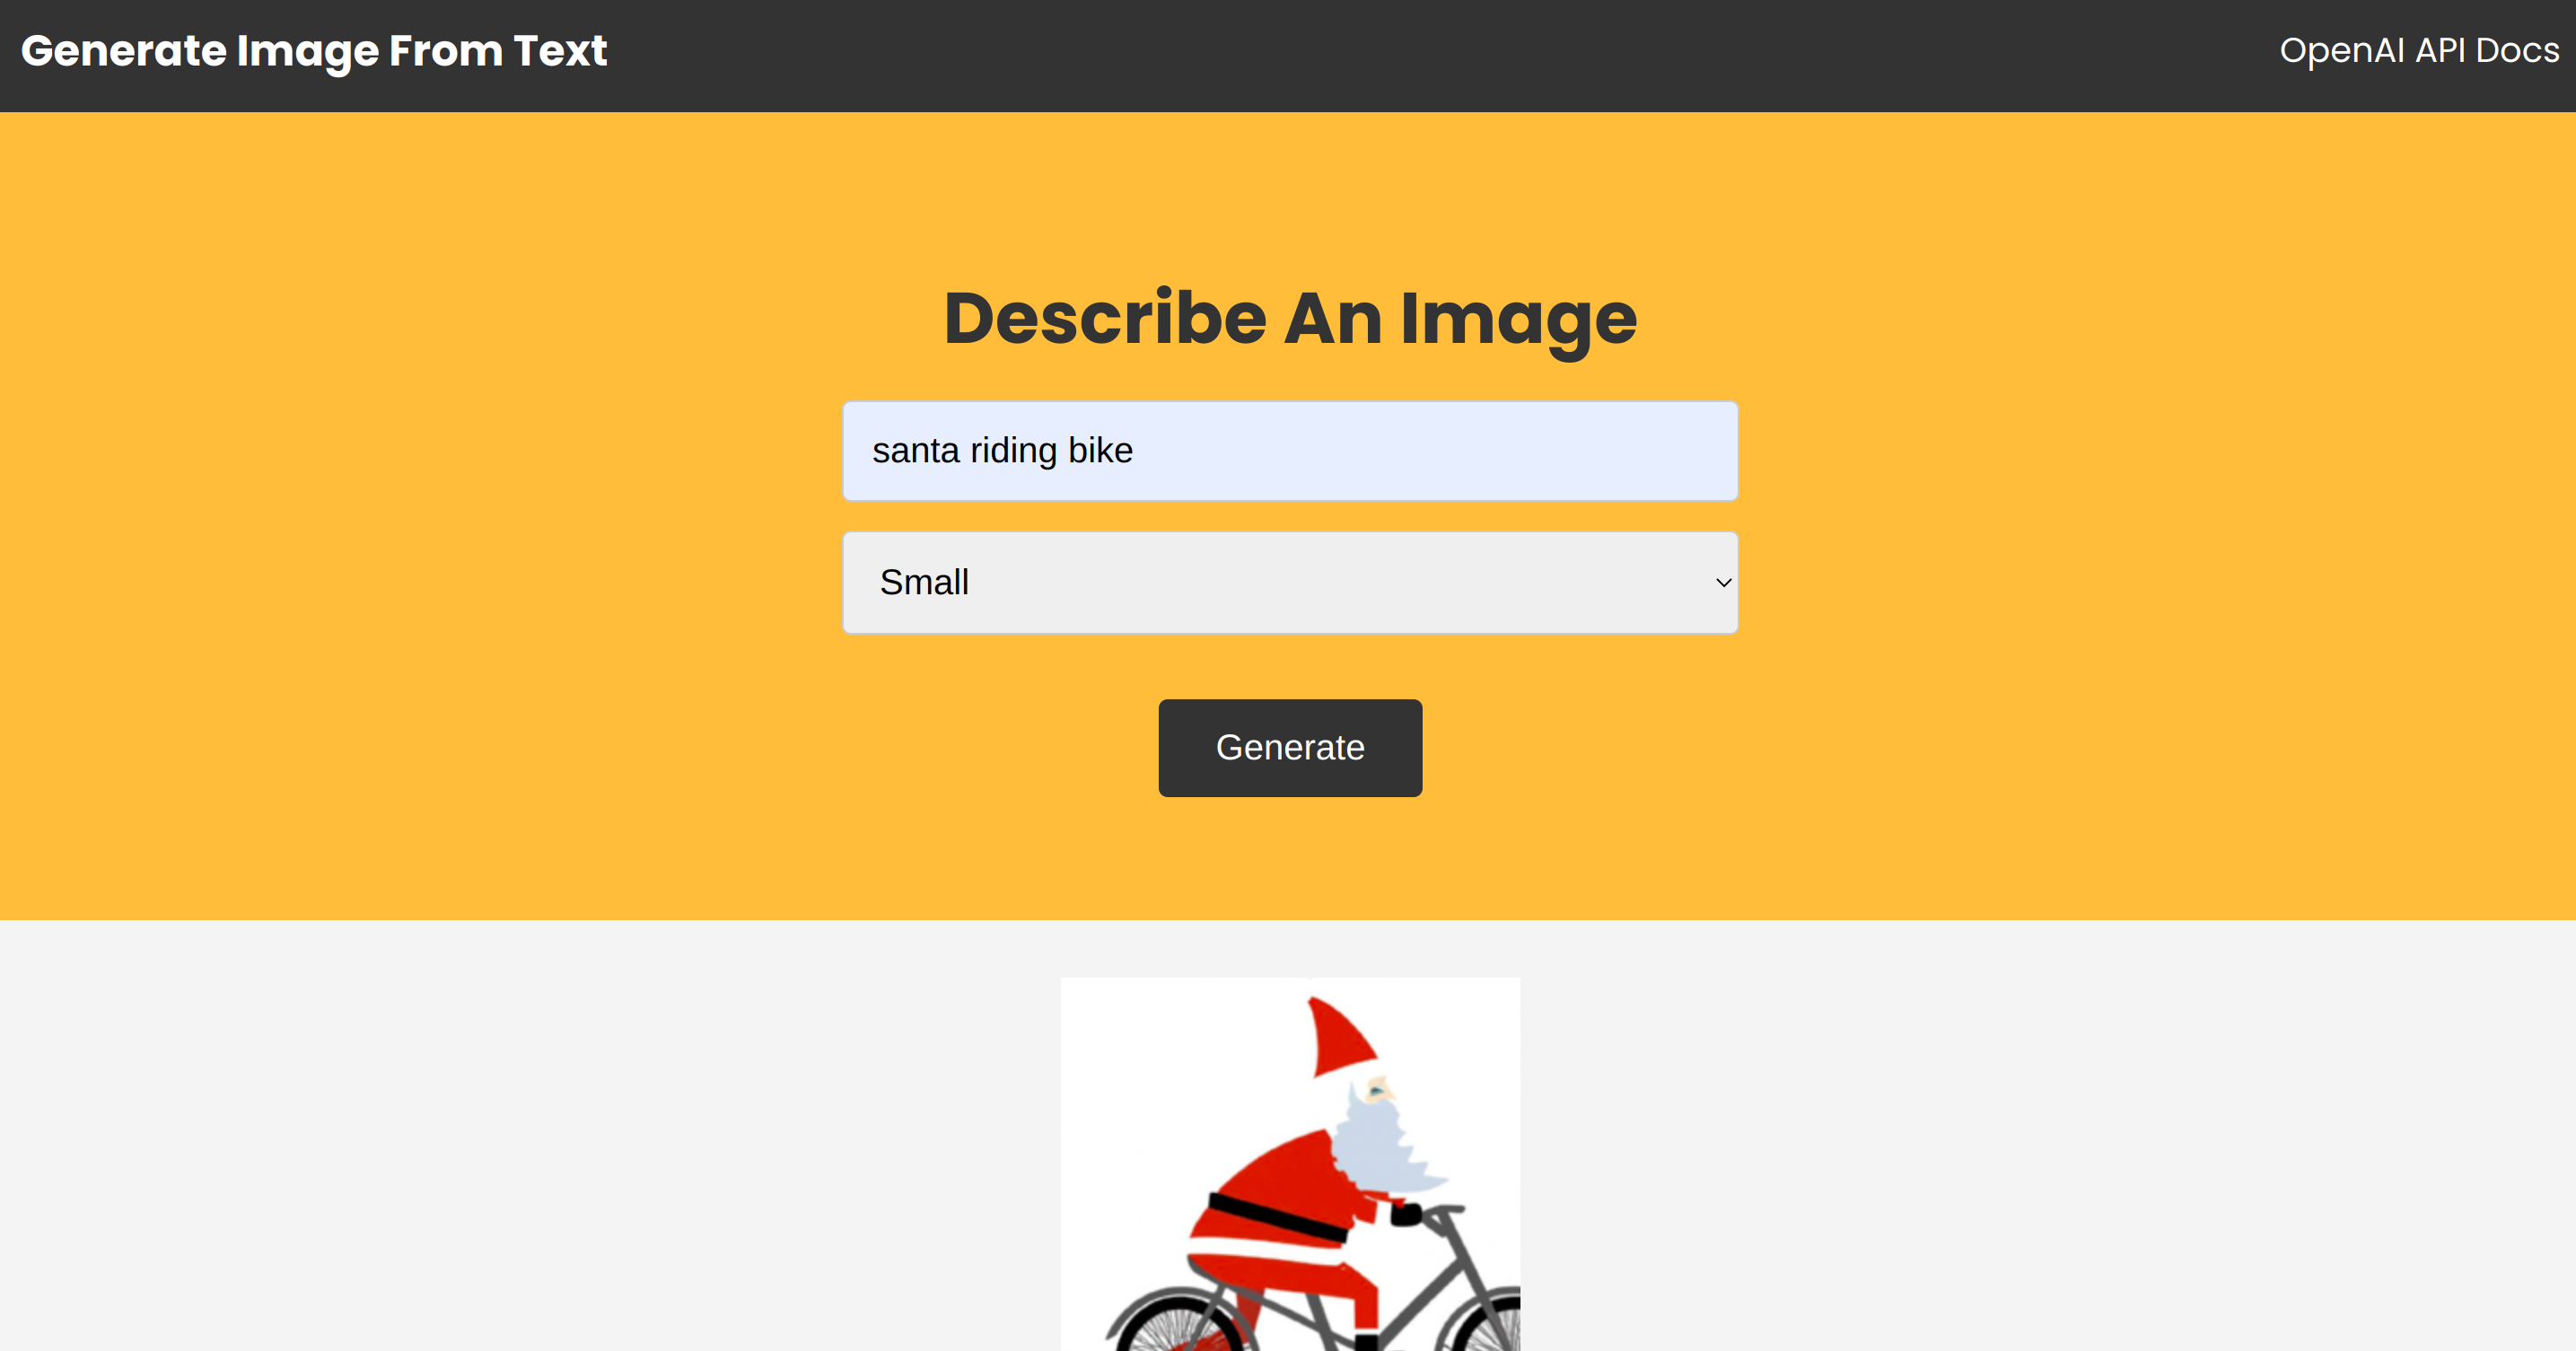 Generate Image From Text
OpenAI API Docs
Describe An Image
santa riding bike
Small
Generate